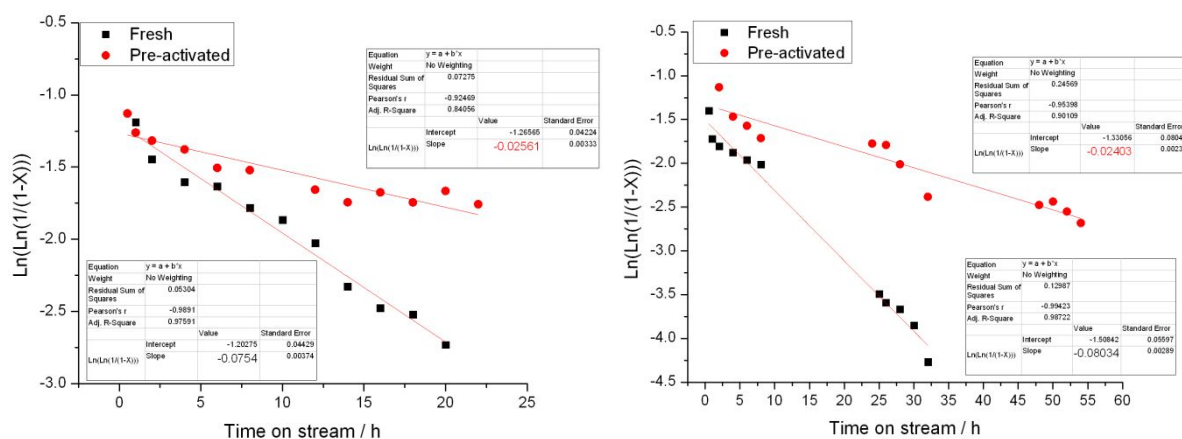 Fresh
Pre-activated
Ln(Ln(1/(1-X)))
-0.5
-1.0
-1.5
-2.0
-2.5
-3.0
Equation y = a + b*x
Weight No Weighting
Residual Sum of Squares 0.07275
Pearson's r -0.92469
Adj. R-Square 0.84056
Value Standard Error
Intercept -1.26565 0.04224
Ln(Ln(1/(1-X))) Slope -0.02561 0.00333
Equation y = a + b*x
Weight No Weighting
Residual Sum of Squares 0.05304
Pearson's r -0.9891
Adj. R-Square 0.97591
Value Standard Error
Intercept -1.20275 0.04429
Ln(Ln(1/(1-X))) Slope -0.0754 0.00374
0 5 10 15 20 25
Time on stream / h
Fresh
Pre-activated
Ln(Ln(1/(1-X)))
-0.5
-1.0
-1.5
-2.0
-2.5
-3.0
-3.5
-4.0
-4.5
Equation y = a + b*x
Weight No Weighting
Residual Sum of Squares 0.24569
Pearson's r -0.95398
Adj. R-Square 0.90109
Value Standard Error
Intercept -1.33056 0.0804
Ln(Ln(1/(1-X))) Slope -0.02403 0.0023
Equation y = a + b*x
Weight No Weighting
Residual Sum of Squares 0.12987
Pearson's r -0.99423
Adj. R-Square 0.98722
Value Standard Error
Intercept -1.50842 0.05597
Ln(Ln(1/(1-X))) Slope -0.08034 0.00289
0 5 10 15 20 25 30 35 40 45 50 55 60
Time on stream / h